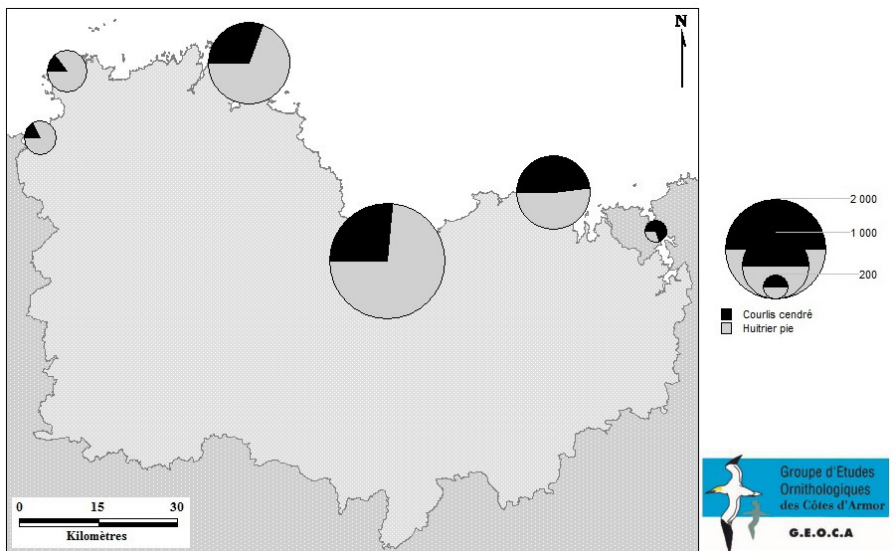 N
2 000
1 000
200
Courlis cendré
Huitrier pie
0 15 30
Kilomètres
Groupe d'Etudes
Ornithologiques
des Côtes d'Armor
G.E.O.C.A